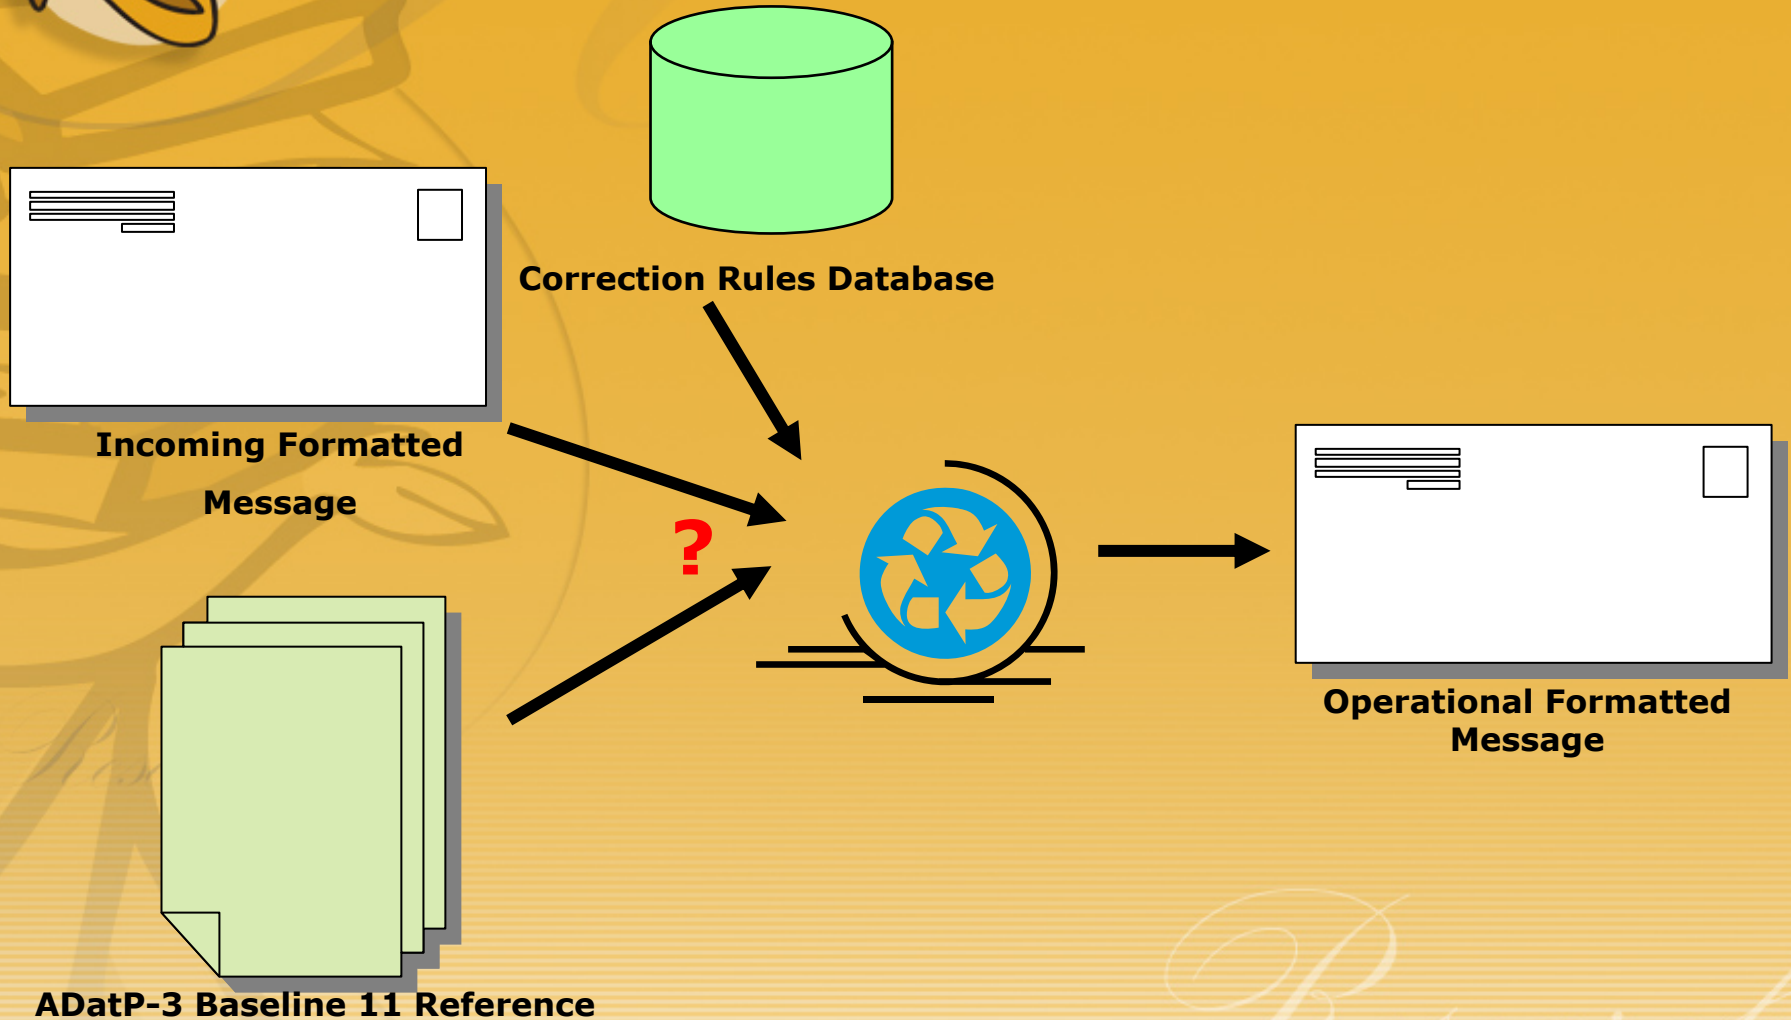 Correction Rules Database
Incoming Formatted
Message
?
Operational Formatted
Message
ADatP-3 Baseline 11 Reference